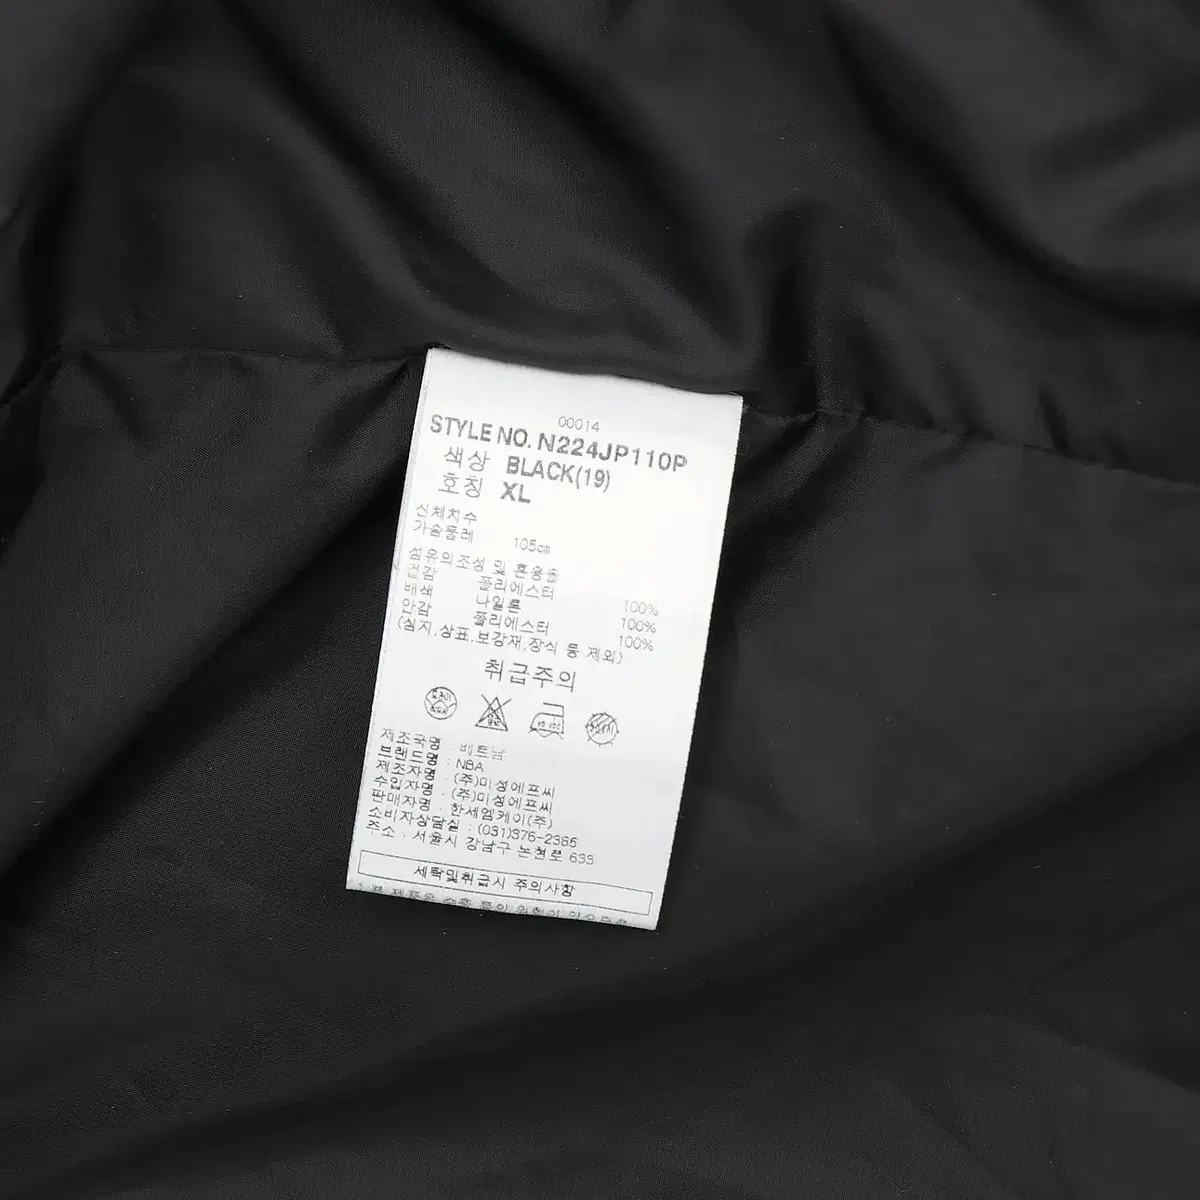 00014
STYLE NO. N224JP110P
색상 BLACK(19)
호칭 XL
신체치수
가슴둘레 105cm
섬유의조성 및 혼용율
겉감 폴리에스터 100%
배색 나일론 100%
안감 폴리에스터 100%
(심지,상표,보강재,장식 등 제외)
취급주의
제조국명 : 베트남
브랜드명 : NBA
제조자명 : (주)미성에프씨
수입자명 : (주)미성에프씨
판매자명 : 한세엠케이(주)
소비자상담실 : (031)376-2365
주소 : 서울시 강남구 논현로 633
세탁및취급시 주의사항